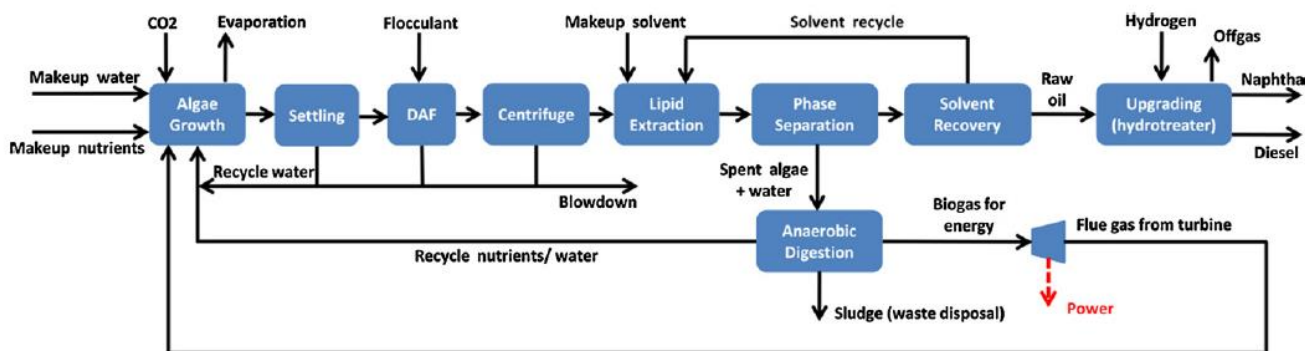 CO2
Evaporation
Flocculant
Makeup solvent
Solvent recycle
Hydrogen
Offgas
Makeup water
Makeup nutrients
Algae
Growth
Settling
DAF
Centrifuge
Lipid
Extraction
Phase
Separation
Solvent
Recovery
Raw
oil
Upgrading
(hydrotreater)
Naphtha
Diesel
Recycle water
Blowdown
Spent algae
+ water
Anaerobic
Digestion
Biogas for
energy
Flue gas from turbine
Recycle nutrients/ water
Sludge (waste disposal)
Power